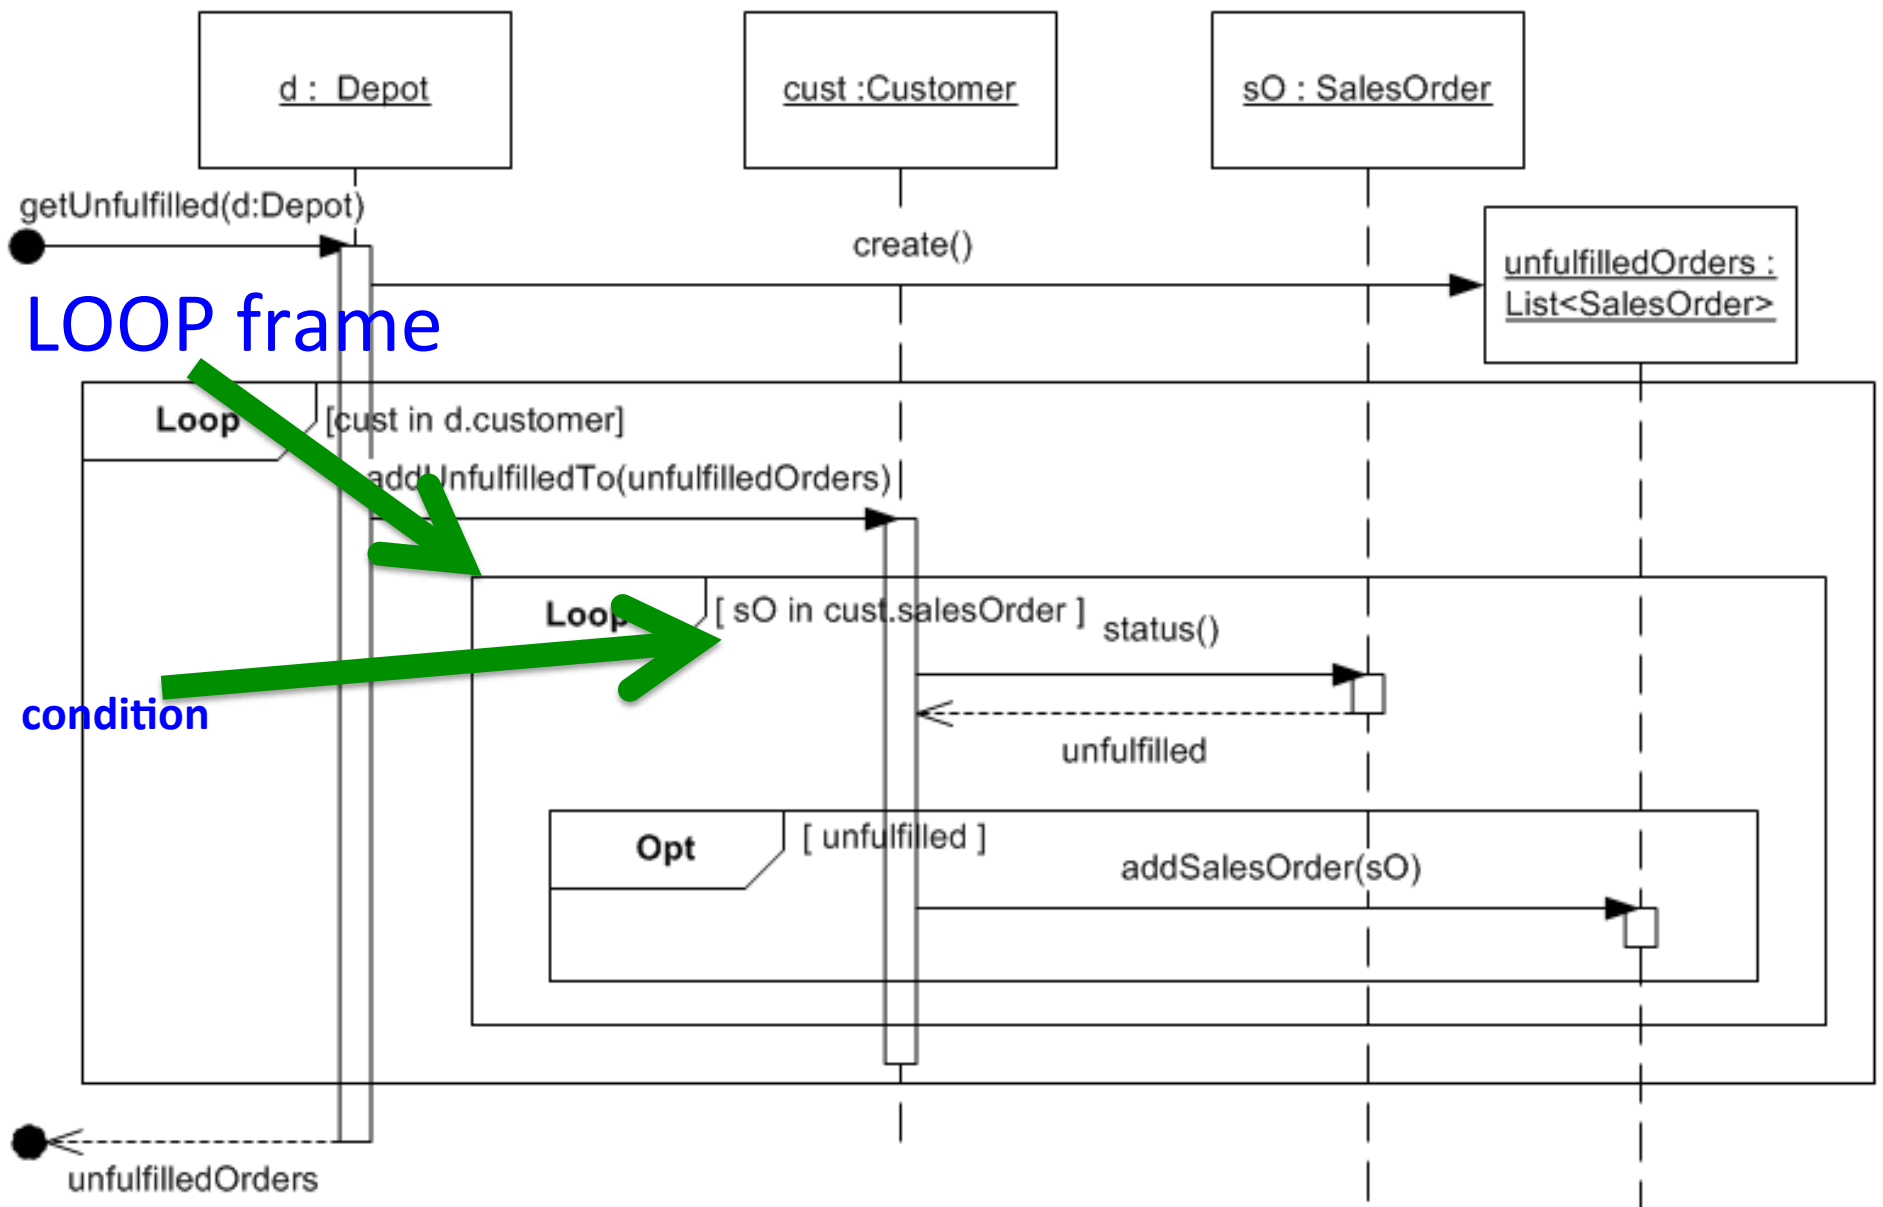 d :  Depot
cust :Customer
sO : SalesOrder
getUnfulfilled(d:Depot)
create()
unfulfilledOrders :
List<SalesOrder>
LOOP frame
Loop
[cust in d.customer]
addUnfulfilledTo(unfulfilledOrders)
Loop
[ sO in cust.salesOrder ]
status()
condition
unfulfilled
Opt
[ unfulfilled ]
addSalesOrder(sO)
unfulfilledOrders